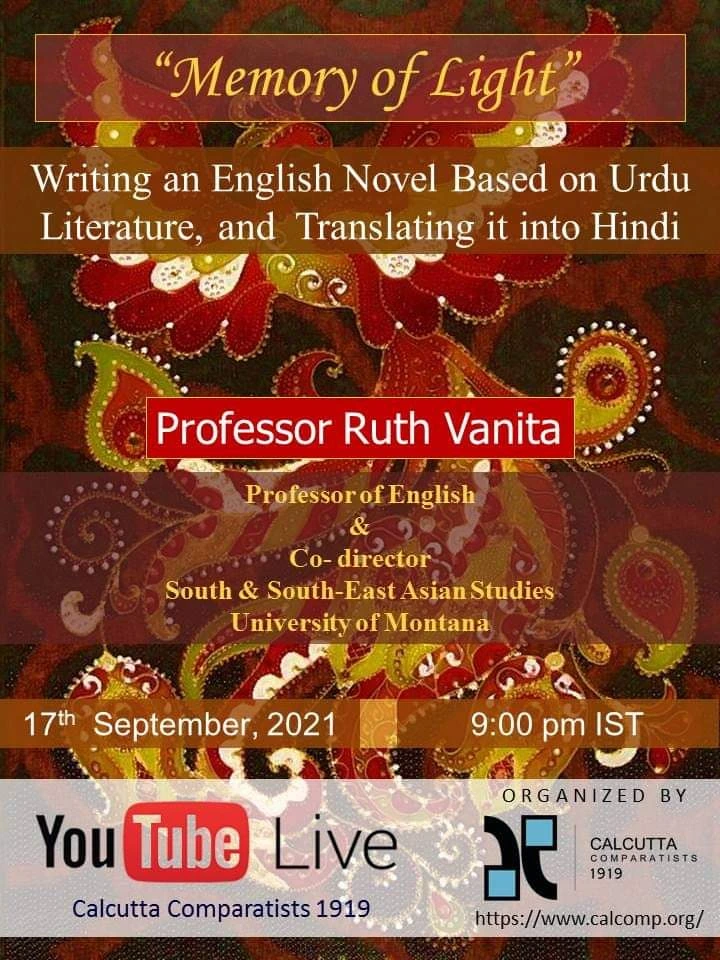 “Memory of Light”
Writing an English Novel Based on Urdu
Literature, and Translating it into Hindi
Professor Ruth Vanita
Professor of English
&
Co- director
South & South-East Asian Studies
University of Montana
17th September, 2021
9:00 pm IST
YouTube Live
Calcutta Comparatists 1919
ORGANIZED BY
CALCUTTA
COMPARATISTS
1919
https://www.calcomp.org/